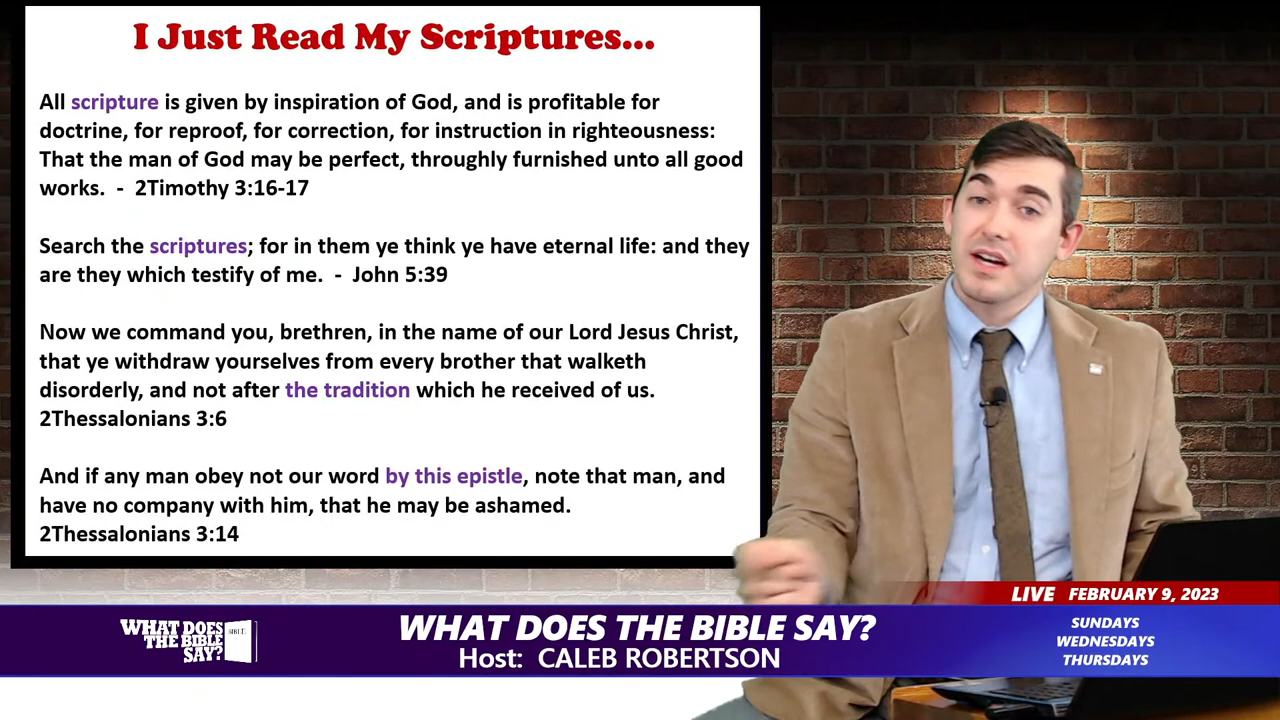 I Just Read My Scriptures...
All scripture is given by inspiration of God, and is profitable for
doctrine, for reproof, for correction, for instruction in righteousness:
That the man of God may be perfect, throughly furnished unto all good
works. - 2Timothy 3:16-17
Search the scriptures; for in them ye think ye have eternal life: and they
are they which testify of me. - John 5:39
Now we command you, brethren, in the name of our Lord Jesus Christ,
that ye withdraw yourselves from every brother that walketh
disorderly, and not after the tradition which he received of us.
2Thessalonians 3:6
And if any man obey not our word by this epistle, note that man, and
have no company with him, that he may be ashamed.
2Thessalonians 3:14
LIVE FEBRUARY 9, 2023
WHAT DOES
THE BIBLE
SAY?
BIBLE
WHAT DOES THE BIBLE SAY?
Host: CALEB ROBERTSON
SUNDAYS
WEDNESDAYS
THURSDAYS